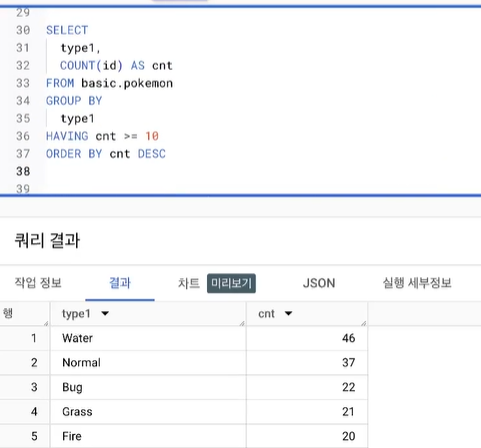 29
30 SELECT
31 type1,
32 COUNT(id) AS cnt
33 FROM basic.pokemon
34 GROUP BY
35 type1
36 HAVING cnt >= 10
37 ORDER BY cnt DESC
38
39
쿼리 결과
작업 정보 결과 차트 미리보기 JSON 실행 세부정보
행 type1 cnt
1 Water 46
2 Normal 37
3 Bug 22
4 Grass 21
5 Fire 20